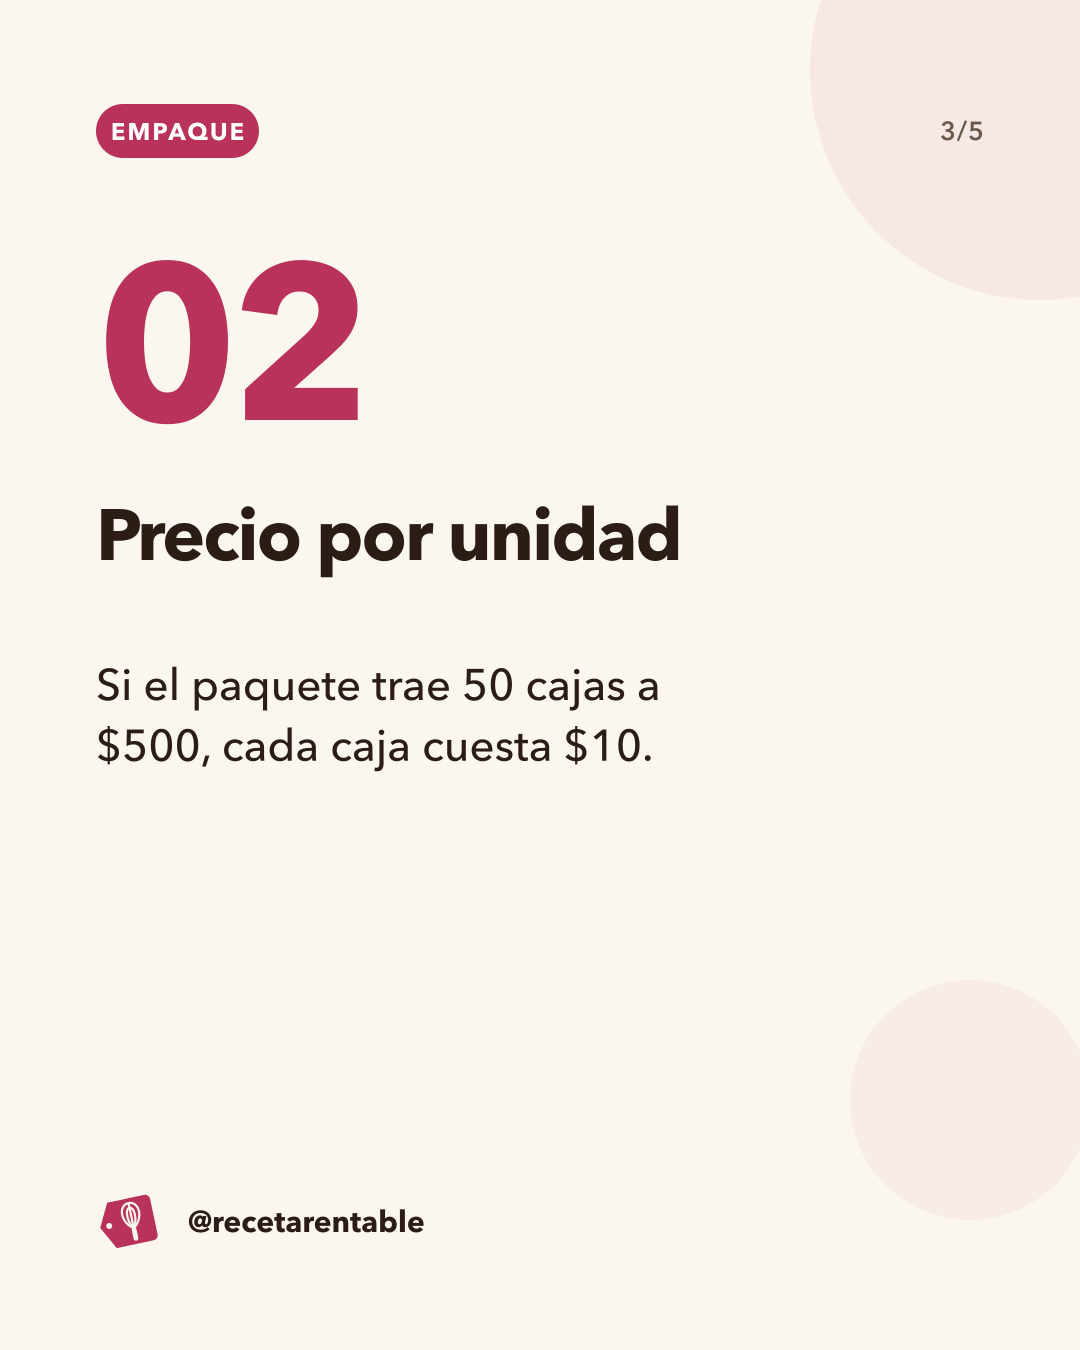 EMPAQUE
3/5
02
Precio por unidad
Si el paquete trae 50 cajas a
$500, cada caja cuesta $10.
@recetarentable